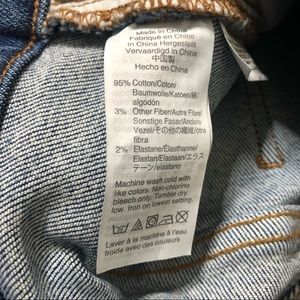 Made in China
Fabriqué en Chine
In China Hergestellt
Vervaardigd in China
中国製
Hecho en China
95% Cotton/Coton/
Baumwolle/Katoen/綿/
algodón
3% Other Fiber/Autre Fibre/
Sonstige Faser/Andere
Vezel/その他の繊維/otra
fibra
2% Elastane/Élasthanne/
Elastan/Elastaan/エラス
テーン/elastano
Machine wash cold with
like colors. Non-chlorine
bleach only. Tumble dry
low. Iron on lowest setting.
Laver à la machine à l'eau
froide avec des couleurs